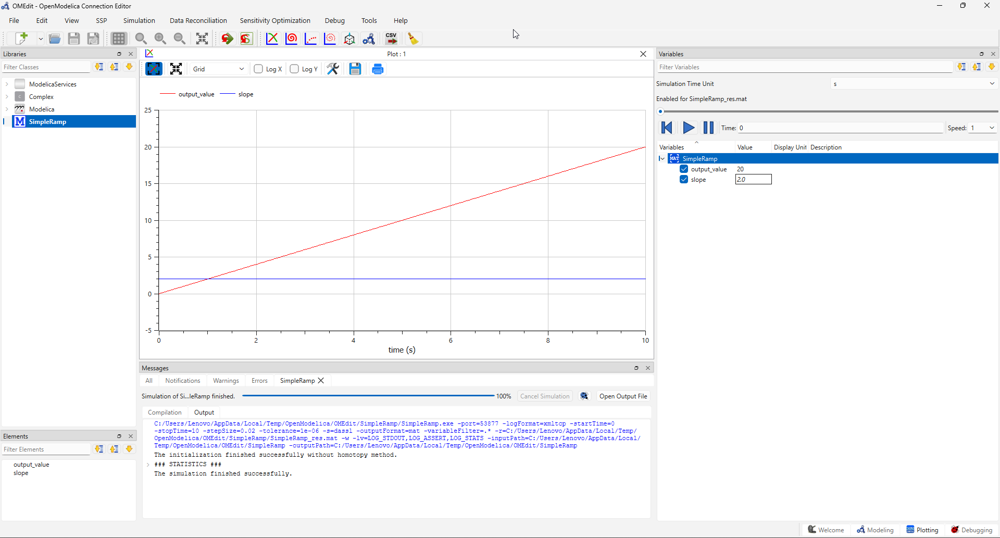 OMEdit - OpenModelica Connection Editor
File Edit View SSP Simulation Data Reconciliation Sensitivity Optimization Debug Tools Help
CSV
Libraries
Filter Classes
ModelicaServices
C Complex
Modelica
M SimpleRamp
Plot : 1
Grid Log X Log Y
output_value slope
25
20
15
10
5
0
-5
0 2 4 6 8 10
time (s)
Variables
Filter Variables
Simulation Time Unit s
Enabled for SimpleRamp_res.mat
Time: 0 Speed: 1
Variables Value Display Unit Description
MAT SimpleRamp
output_value 20
slope 2.0
Messages
All Notifications Warnings Errors SimpleRamp
Simulation of Si...leRamp finished. 100% Cancel Simulation Open Output File
Compilation Output
C:/Users/Lenovo/AppData/Local/Temp/OpenModelica/OMEdit/SimpleRamp/SimpleRamp.exe -port=53877 -logFormat=xmltcp -startTime=0
-stopTime=10 -stepSize=0.02 -tolerance=1e-06 -s=dassl -outputFormat=mat -variableFilter=.* -r=C:/Users/Lenovo/AppData/Local/Temp/
OpenModelica/OMEdit/SimpleRamp/SimpleRamp_res.mat -w -lv=LOG_STDOUT,LOG_ASSERT,LOG_STATS -inputPath=C:/Users/Lenovo/AppData/Local/
Temp/OpenModelica/OMEdit/SimpleRamp -outputPath=C:/Users/Lenovo/AppData/Local/Temp/OpenModelica/OMEdit/SimpleRamp
The initialization finished successfully without homotopy method.
### STATISTICS ###
The simulation finished successfully.
Elements
Filter Elements
output_value
slope
Welcome Modeling Plotting Debugging